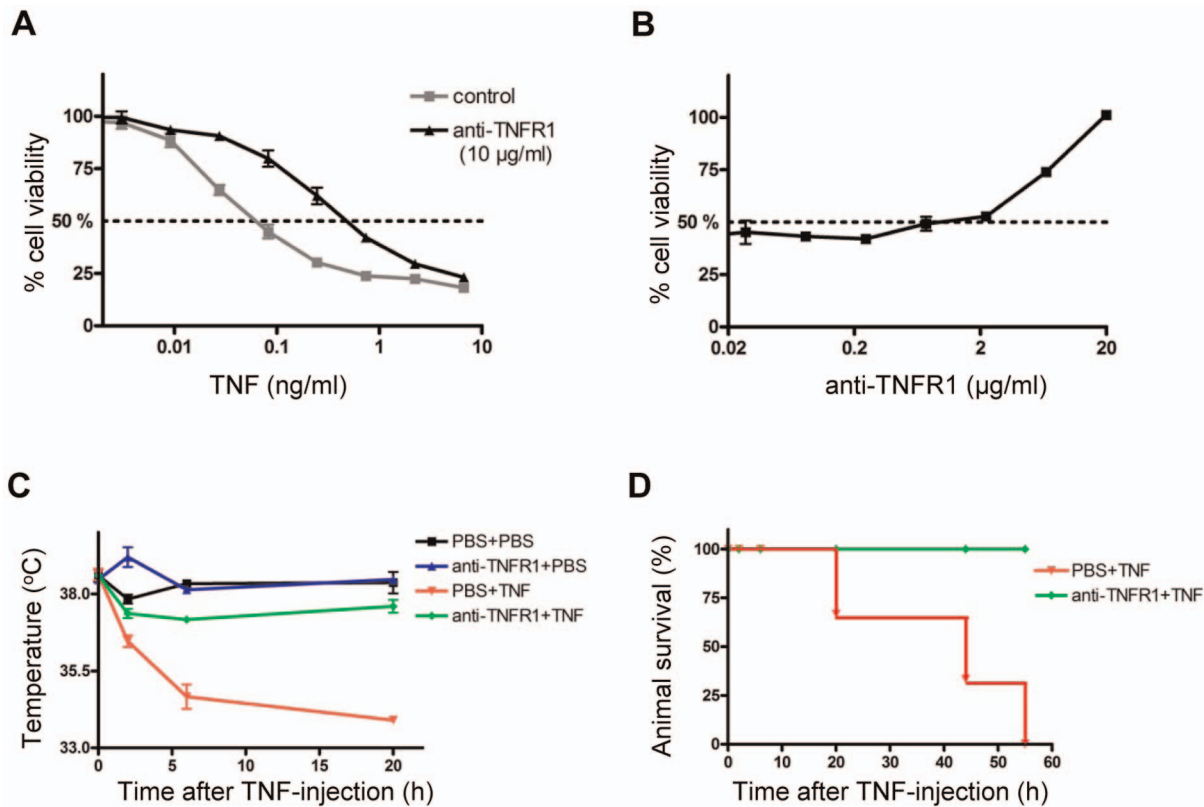 A
100
75
50 %
25
0
% cell viability
0.01
0.1
1
10
TNF (ng/ml)
control
anti-TNFR1
(10 µg/ml)
B
100
75
50 %
25
0
% cell viability
0.02
0.2
2
20
anti-TNFR1 (µg/ml)
C
38.0
35.5
33.0
Temperature (°C)
0
5
10
15
20
Time after TNF-injection (h)
PBS+PBS
anti-TNFR1+PBS
PBS+TNF
anti-TNFR1+TNF
D
100
75
50
25
0
Animal survival (%)
0
10
20
30
40
50
60
Time after TNF-injection (h)
PBS+TNF
anti-TNFR1+TNF